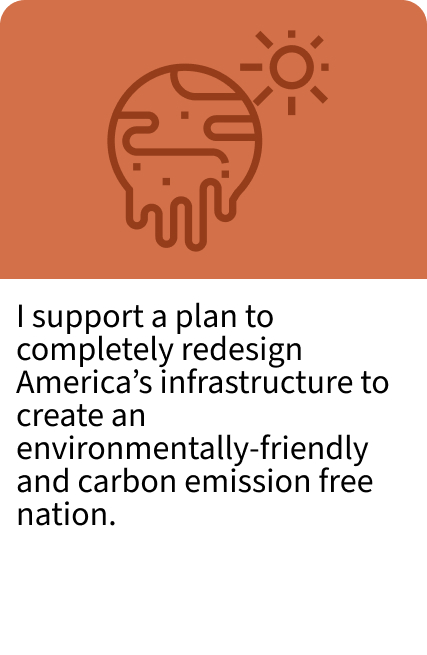 I support a plan to
completely redesign
America’s infrastructure to
create an
environmentally-friendly
and carbon emission free
nation.